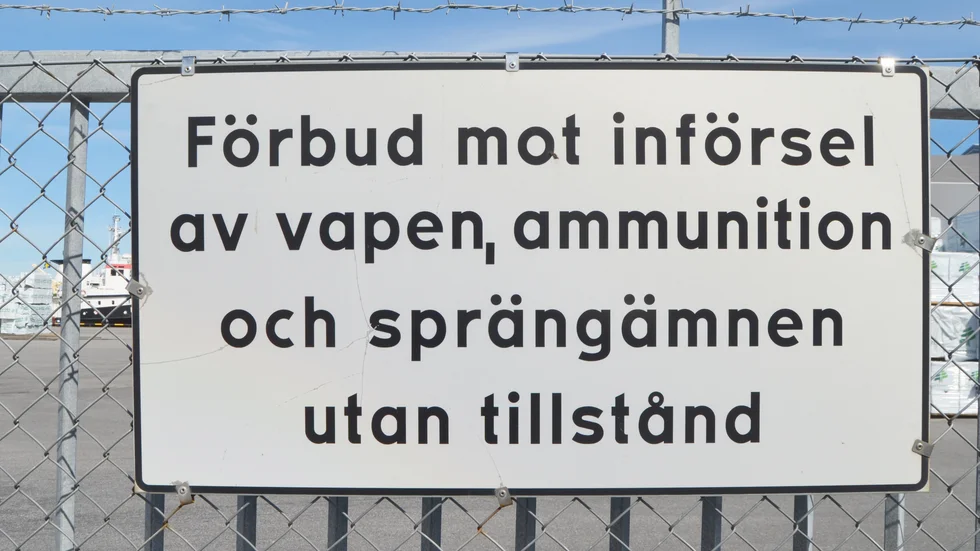 Förbud mot införsel
av vapen, ammunition
och sprängämnen
utan tillstånd